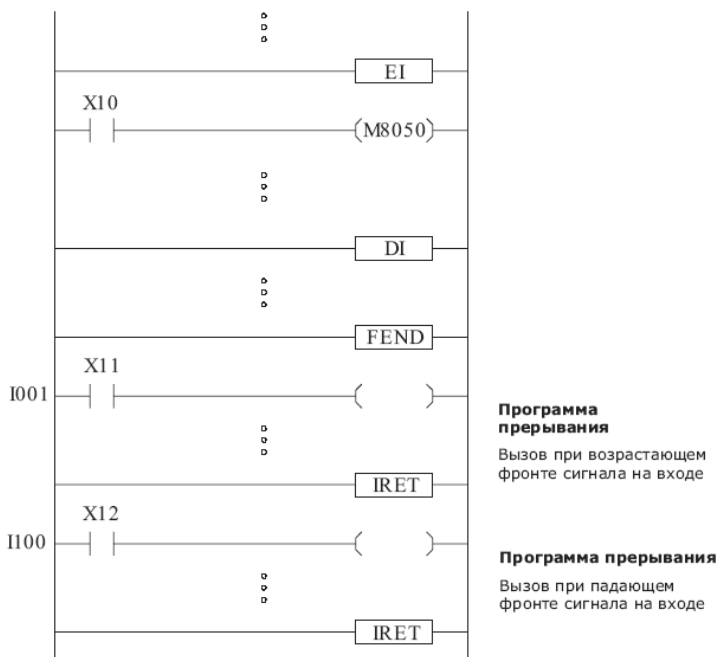 EI
X10
(M8050)
DI
FEND
X11
I001
( )
Программа
прерывания
Вызов при возрастающем
фронте сигнала на входе
IRET
X12
I100
( )
Программа прерывания
Вызов при падающем
фронте сигнала на входе
IRET